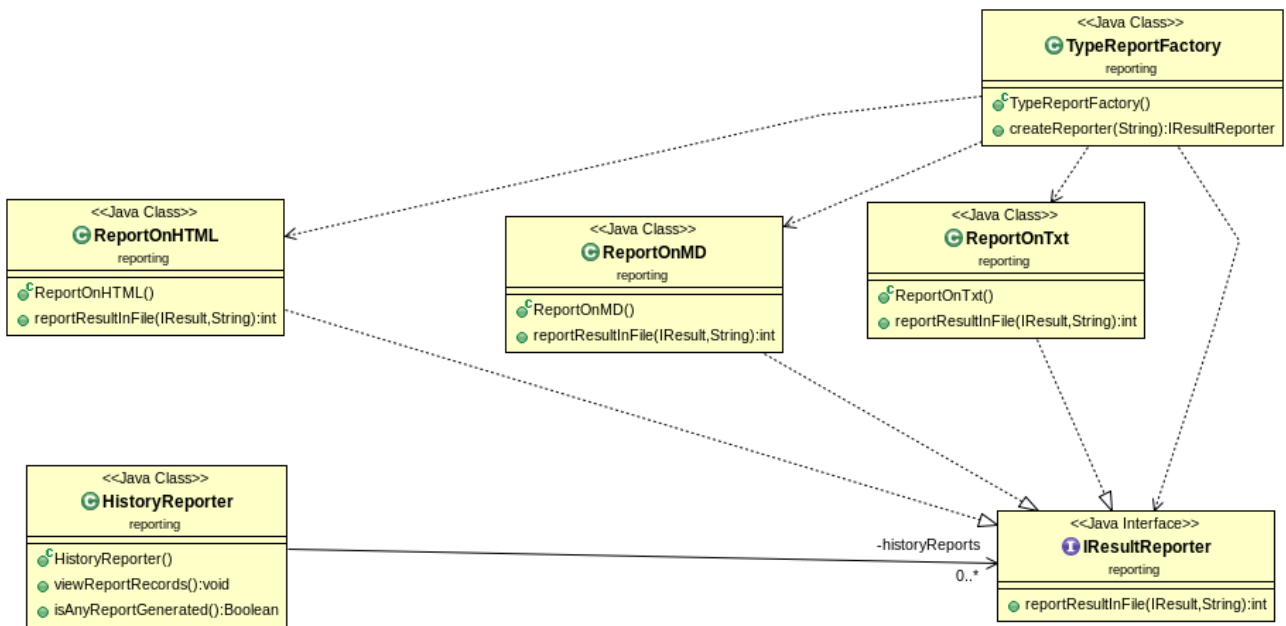 <<Java Class>>
TypeReportFactory
reporting
TypeReportFactory()
createReporter(String):IResultReporter
<<Java Class>>
ReportOnHTML
reporting
ReportOnHTML()
reportResultInFile(IResult,String):int
<<Java Class>>
ReportOnMD
reporting
ReportOnMD()
reportResultInFile(IResult,String):int
<<Java Class>>
ReportOnTxt
reporting
ReportOnTxt()
reportResultInFile(IResult,String):int
<<Java Class>>
HistoryReporter
reporting
HistoryReporter()
viewReportRecords():void
isAnyReportGenerated():Boolean
-historyReports
0..*
<<Java Interface>>
IResultReporter
reporting
reportResultInFile(IResult,String):int